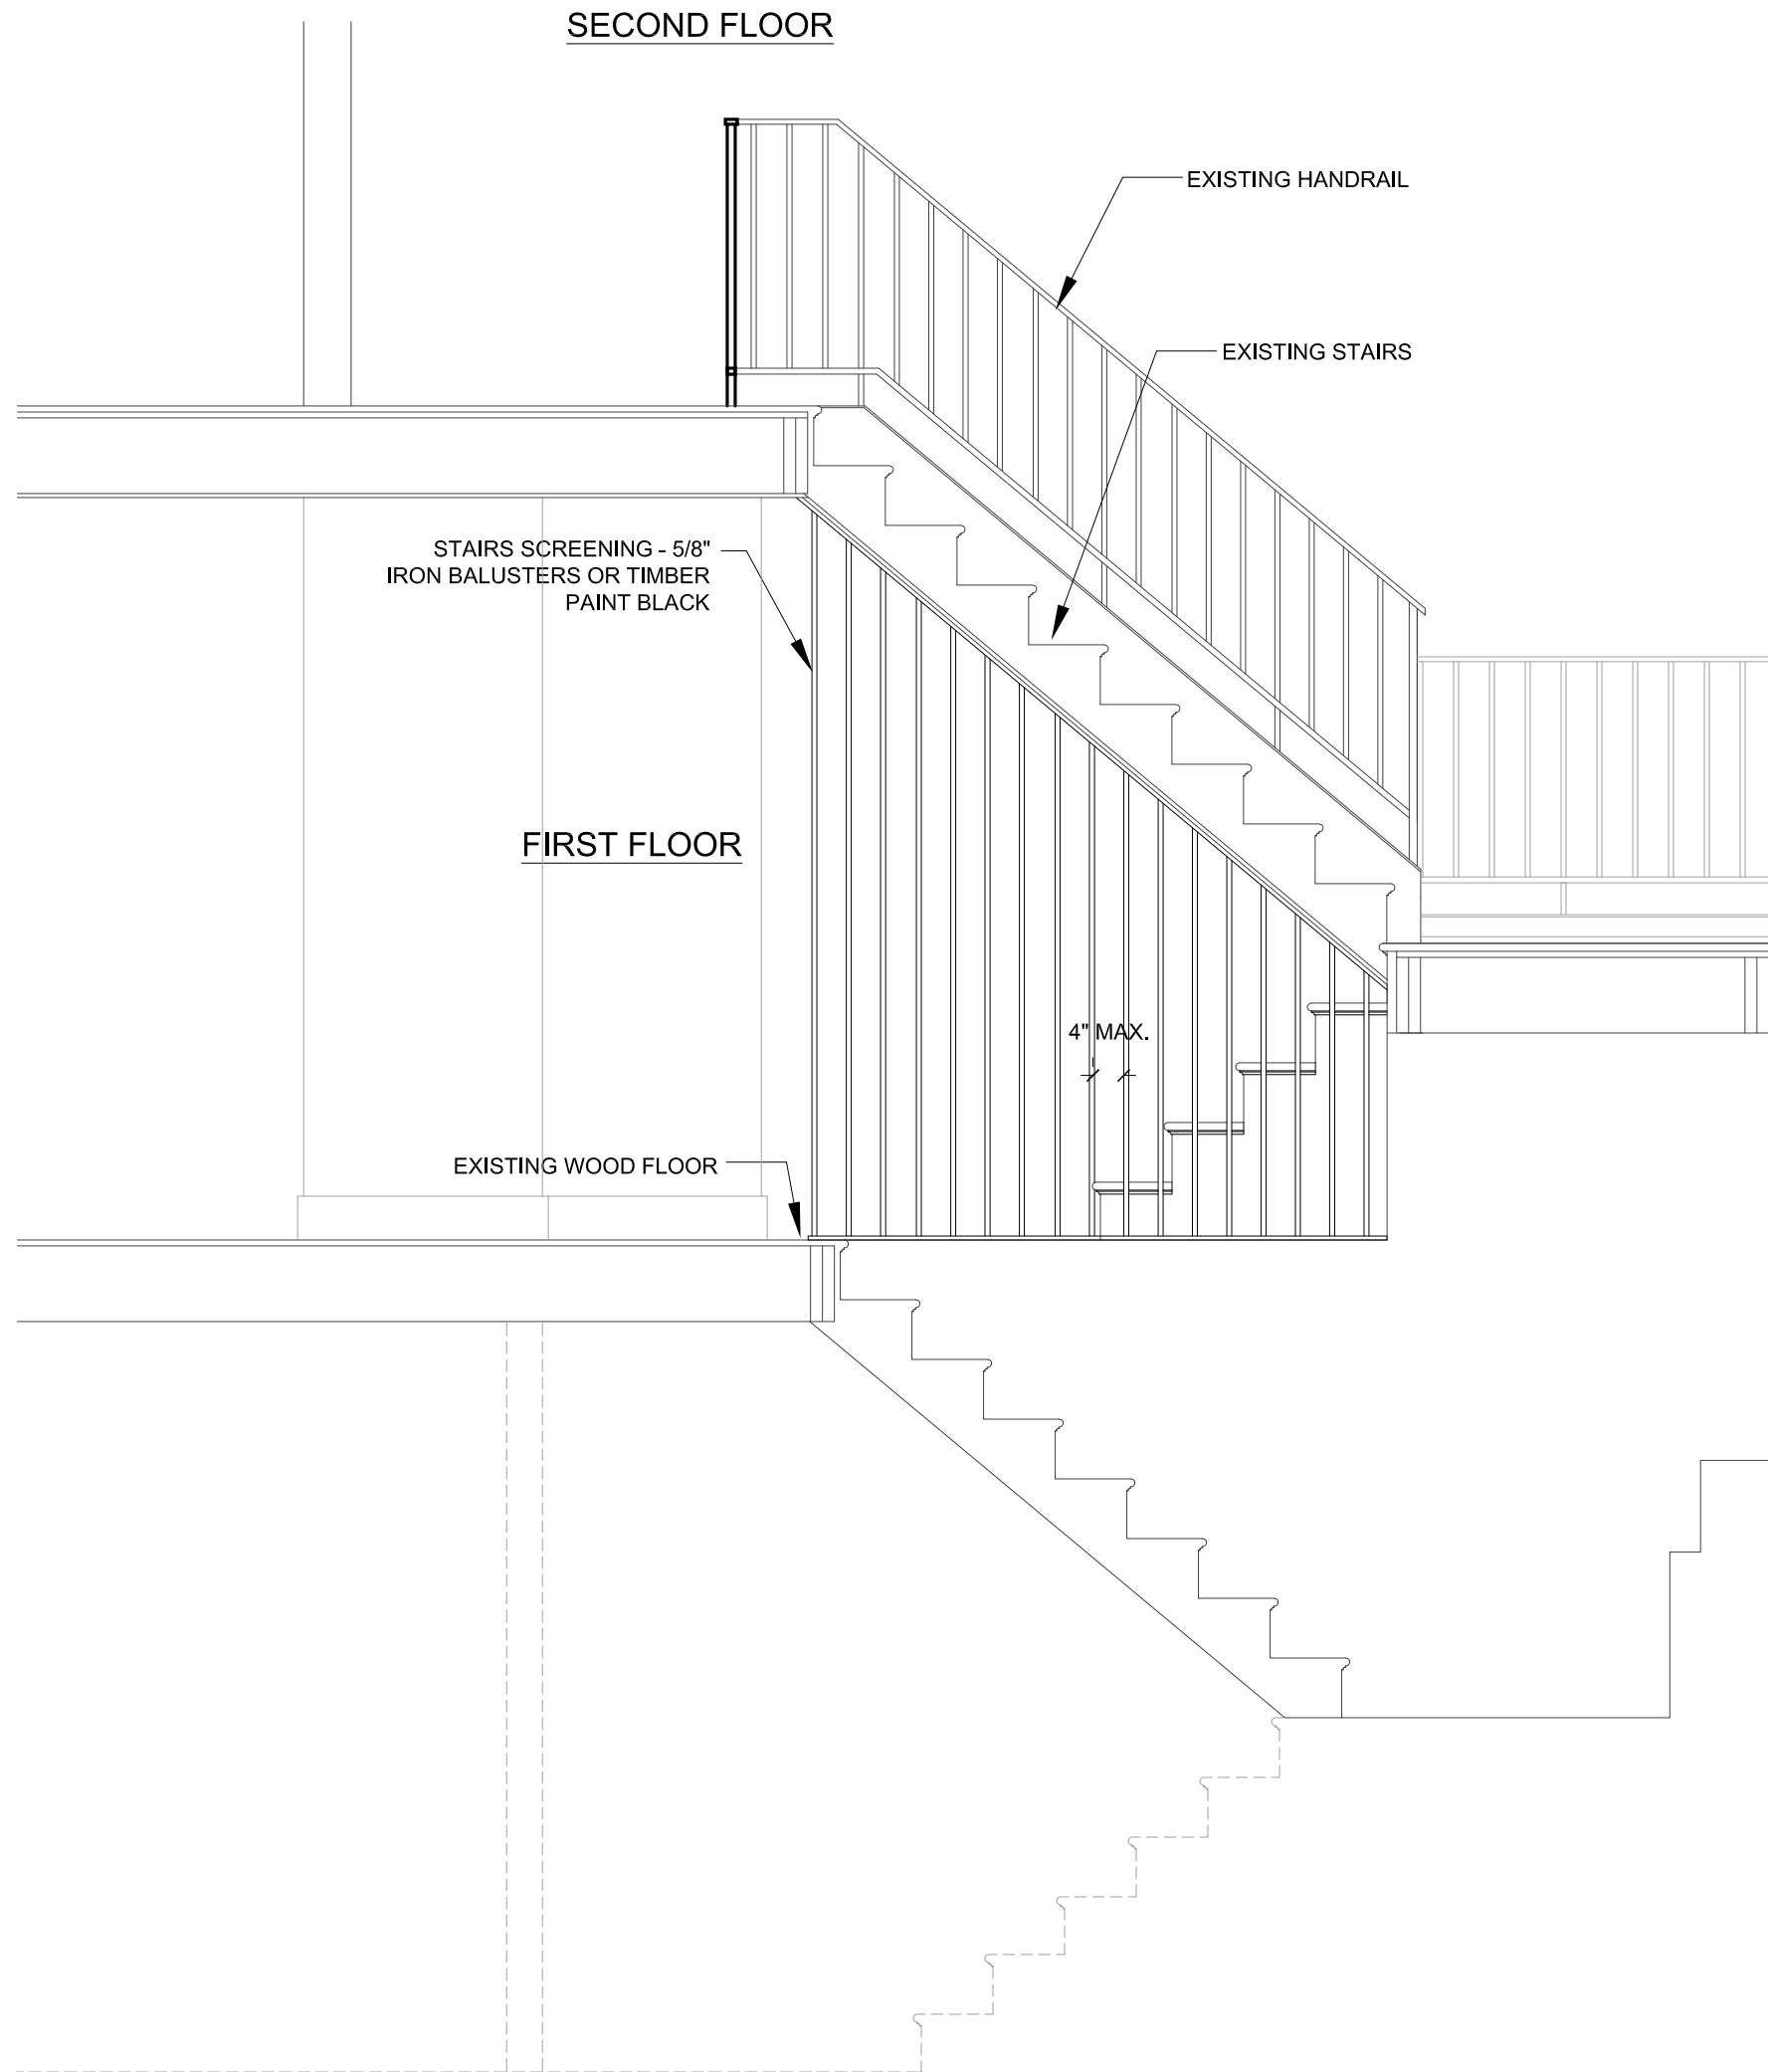 SECOND FLOOR
EXISTING HANDRAIL
EXISTING STAIRS
STAIRS SCREENING - 5/8"
IRON BALUSTERS OR TIMBER
PAINT BLACK
FIRST FLOOR
4" MAX.
EXISTING WOOD FLOOR